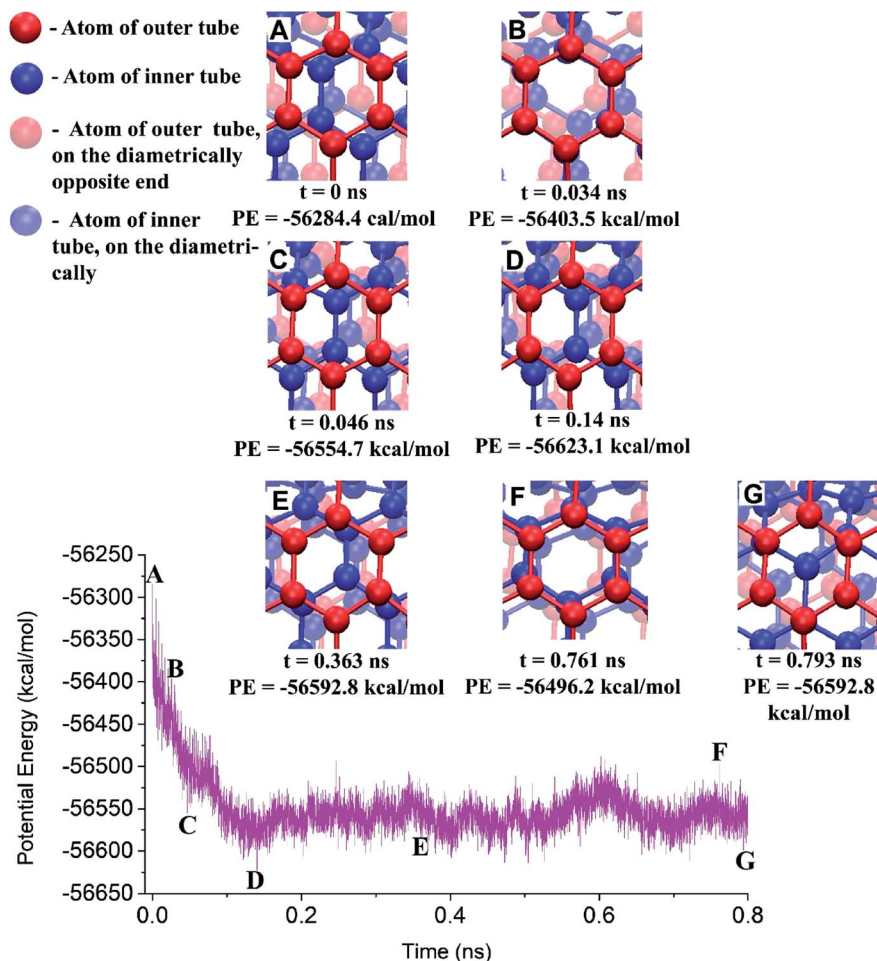 - Atom of outer tube
- Atom of inner tube
- Atom of outer tube,
on the diametrically
opposite end
- Atom of inner
tube, on the diametri-
cally
A
t = 0 ns
PE = -56284.4 cal/mol
B
t = 0.034 ns
PE = -56403.5 kcal/mol
C
t = 0.046 ns
PE = -56554.7 kcal/mol
D
t = 0.14 ns
PE = -56623.1 kcal/mol
E
t = 0.363 ns
PE = -56592.8 kcal/mol
F
t = 0.761 ns
PE = -56496.2 kcal/mol
G
t = 0.793 ns
PE = -56592.8
kcal/mol
Potential Energy (kcal/mol)
-56250
-56300
-56350
-56400
-56450
-56500
-56550
-56600
-56650
A
B
C
D
E
F
G
0.0
0.2
0.4
0.6
0.8
Time (ns)